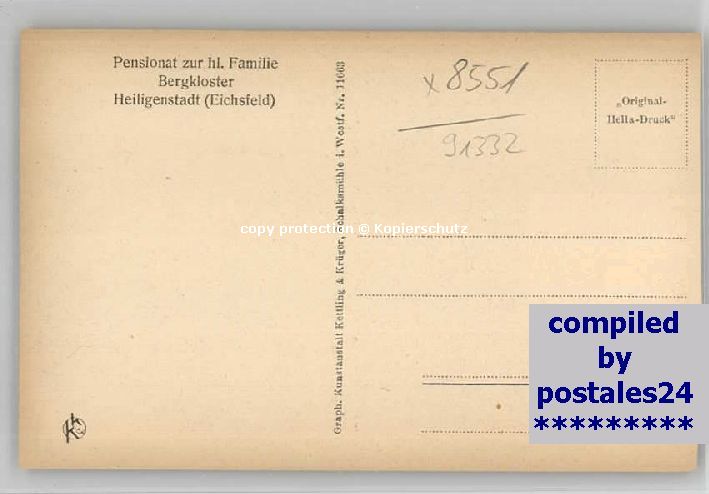 Pensionat zur hl. Familie
Bergkloster
Heiligenstadt (Eichsfeld)
Graph. Kunstanstalt Kettling & Krüger, Schalksmühle i. Westf. Nr. 11663
x 8551
91332
„Original-
Hella-Druck“
copy protection © Kopierschutz
compiled
by
postales24
*********